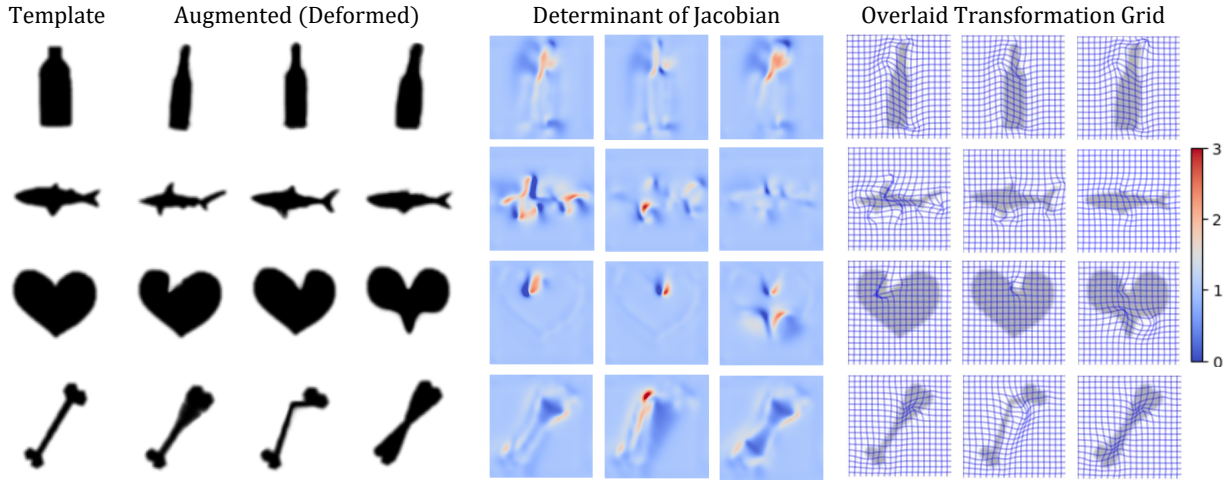 Template
Augmented (Deformed)
Determinant of Jacobian
Overlaid Transformation Grid
3
2
1
0